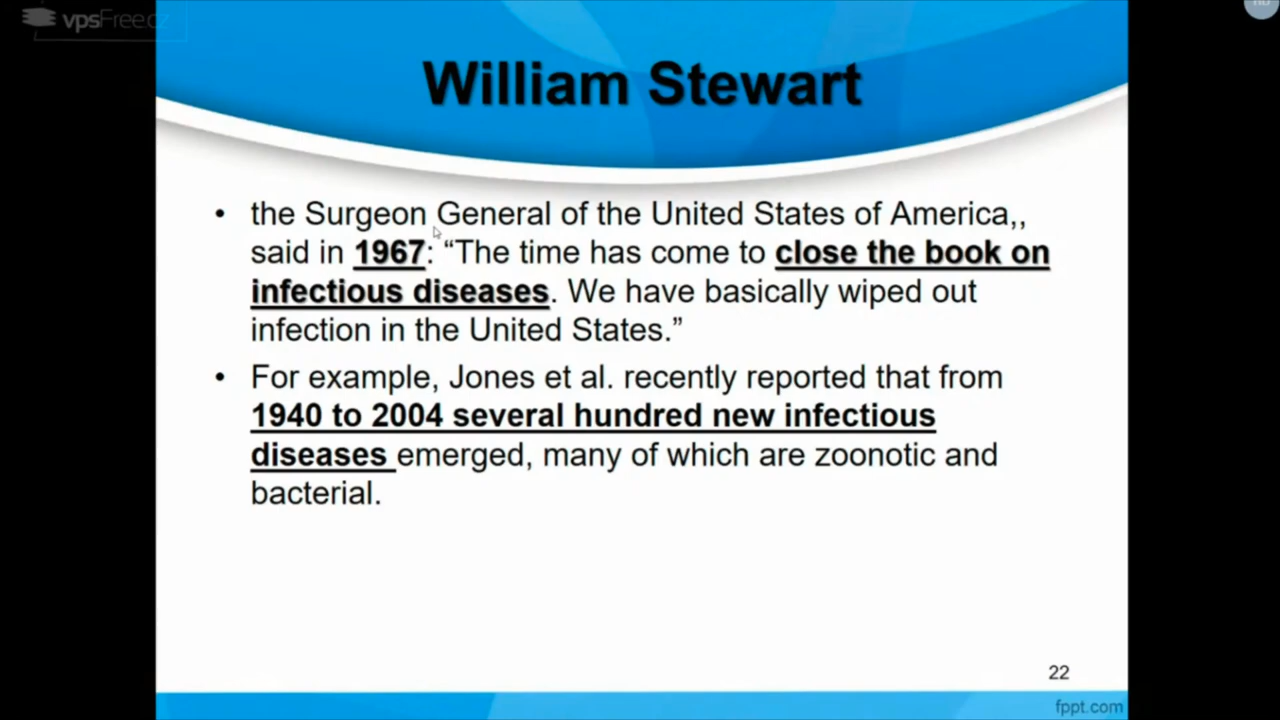 vpsFree.cz
HD
William Stewart
• the Surgeon General of the United States of America,,
said in 1967: “The time has come to close the book on
infectious diseases. We have basically wiped out
infection in the United States.”
• For example, Jones et al. recently reported that from
1940 to 2004 several hundred new infectious
diseases emerged, many of which are zoonotic and
bacterial.
22
fppt.com